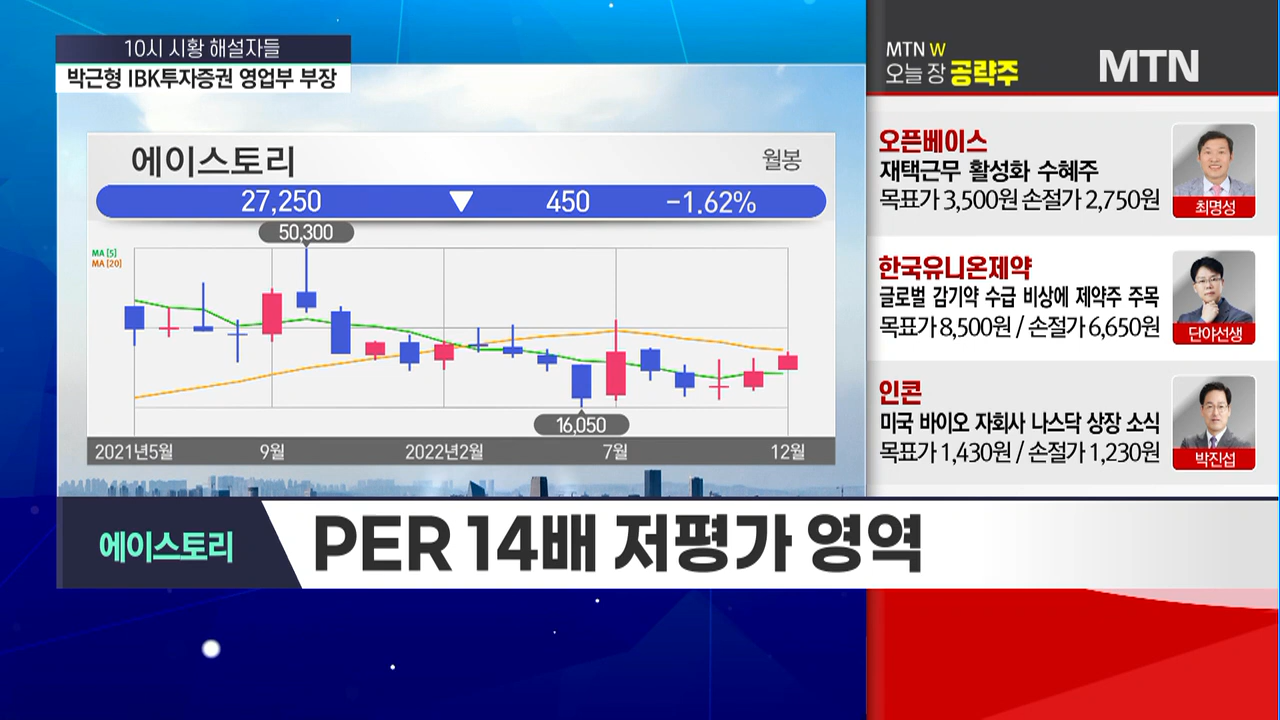 10시 시황 해설자들
박근형 IBK투자증권 영업부 부장
에이스토리
월봉
27,250 ▼ 450 -1.62%
50,300
MA [5]
MA [20]
16,050
2021년5월 9월 2022년2월 7월 12월
에이스토리
PER 14배 저평가 영역
MTN W
오늘 장 공략주
MTN
오픈베이스
재택근무 활성화 수혜주
목표가 3,500원 손절가 2,750원
최명성
한국유니온제약
글로벌 감기약 수급 비상에 제약주 주목
목표가 8,500원 / 손절가 6,650원
단야선생
인콘
미국 바이오 자회사 나스닥 상장 소식
목표가 1,430원 / 손절가 1,230원
박진섭